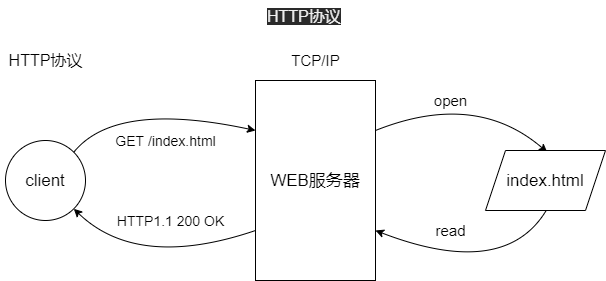 HTTP协议
HTTP协议
TCP/IP
open
GET /index.html
client
WEB服务器
index.html
HTTP1.1 200 OK
read